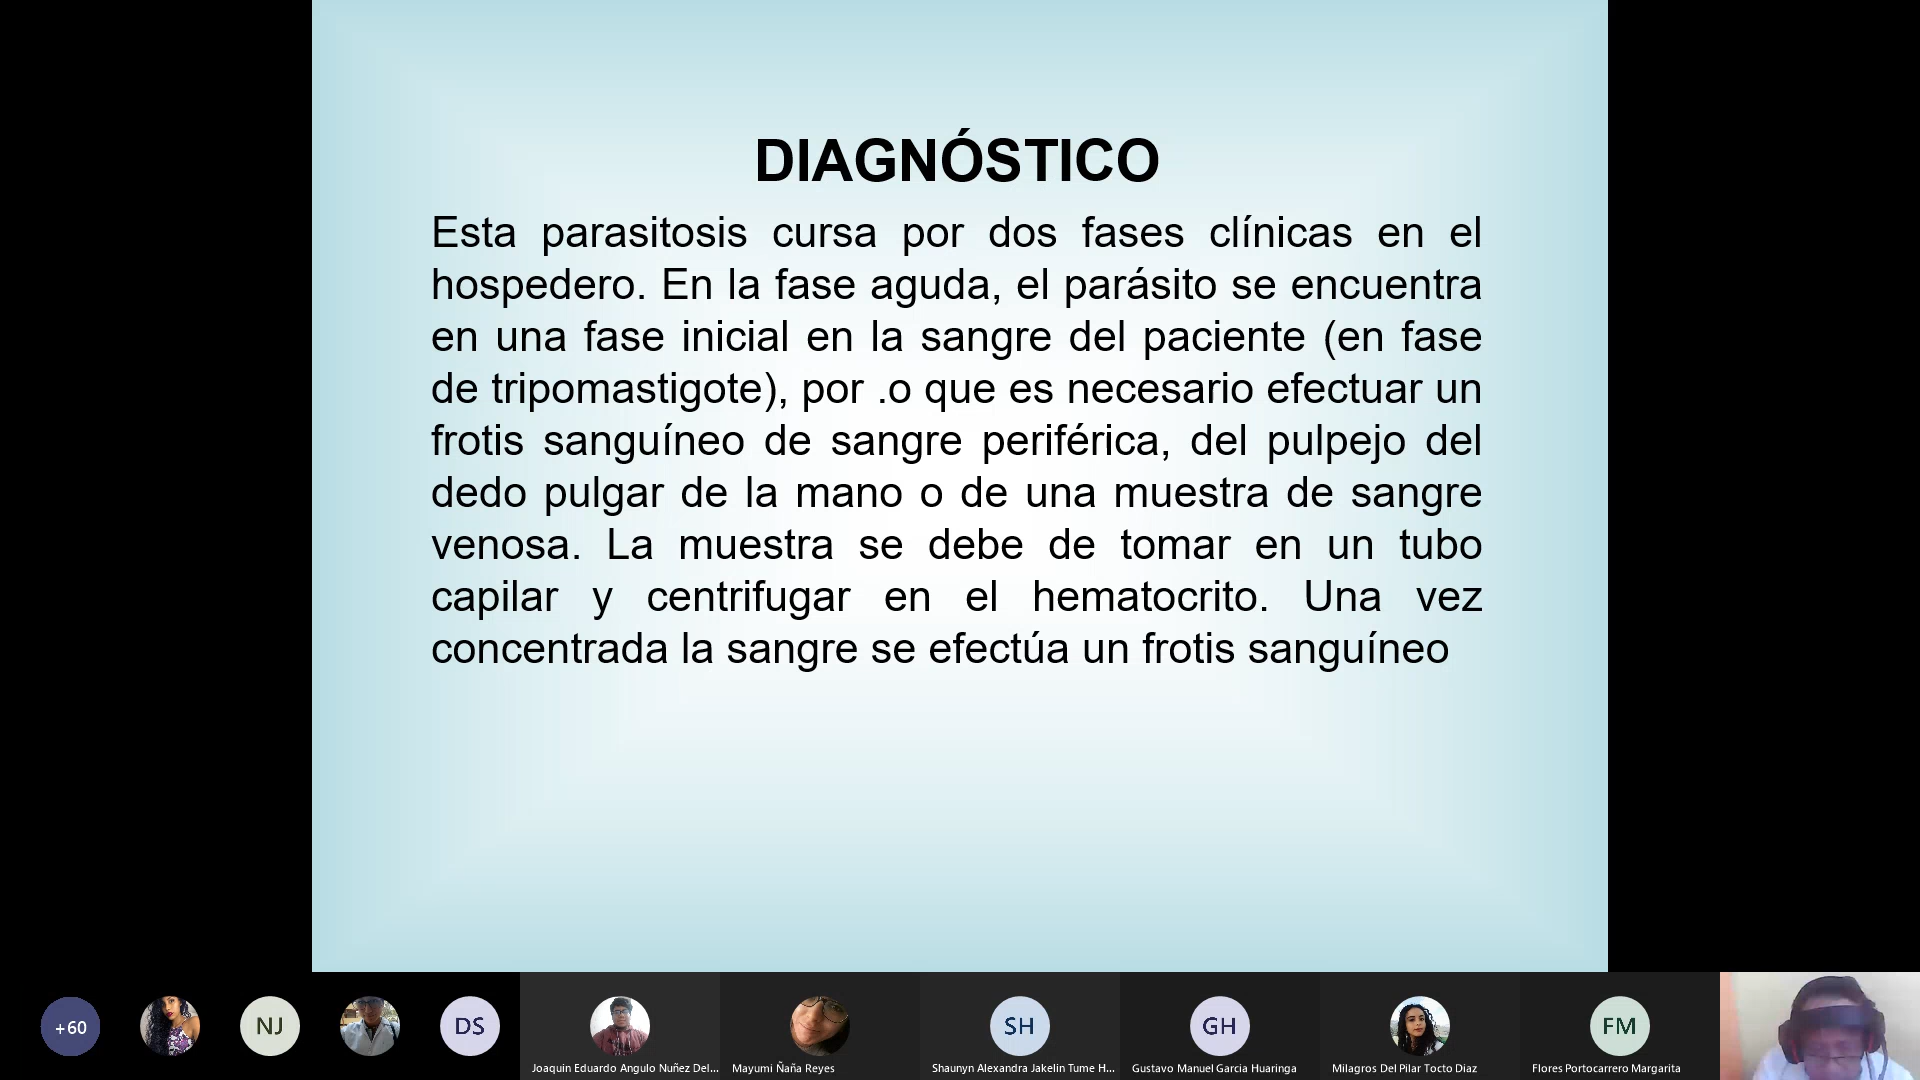 DIAGNÓSTICO
Esta parasitosis cursa por dos fases clínicas en el
hospedero. En la fase aguda, el parásito se encuentra
en una fase inicial en la sangre del paciente (en fase
de tripomastigote), por .o que es necesario efectuar un
frotis sanguíneo de sangre periférica, del pulpejo del
dedo pulgar de la mano o de una muestra de sangre
venosa. La muestra se debe de tomar en un tubo
capilar y centrifugar en el hematocrito. Una vez
concentrada la sangre se efectúa un frotis sanguíneo
+60
NJ
DS
SH
GH
FM
Joaquin Eduardo Angulo Nuñez Del...
Mayumi Ñaña Reyes
Shaunyn Alexandra Jakelin Tume H...
Gustavo Manuel Garcia Huaringa
Milagros Del Pilar Tocto Diaz
Flores Portocarrero Margarita